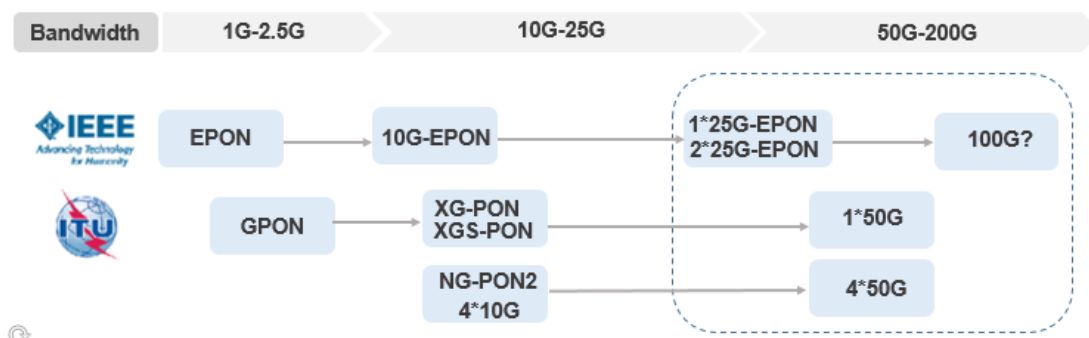 Bandwidth 1G-2.5G 10G-25G 50G-200G
IEEE
Advancing Technology
for Humanity
EPON
10G-EPON
1*25G-EPON
2*25G-EPON
100G?
ITU
GPON
XG-PON
XGS-PON
1*50G
NG-PON2
4*10G
4*50G